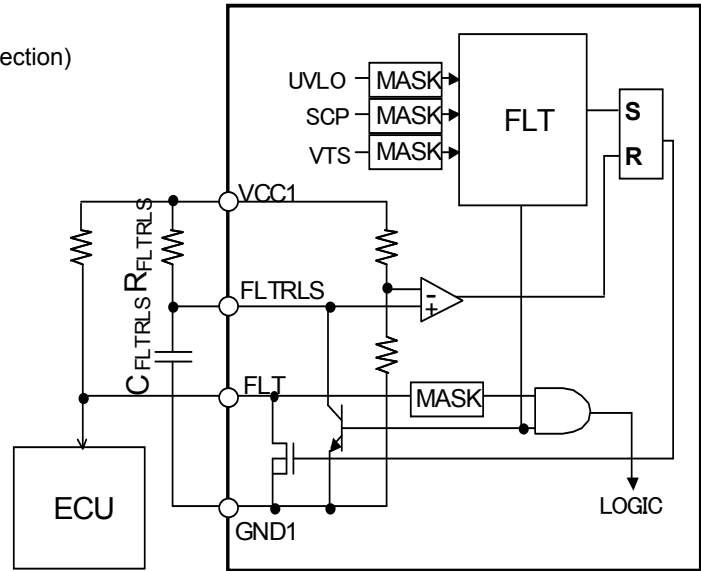 ection)
UVLO
MASK
SCP
MASK
VTS
MASK
FLT
S
R
VCC1
RFLTRLS
CFLTRLS
FLTRLS
FLT
MASK
ECU
GND1
LOGIC
-
+